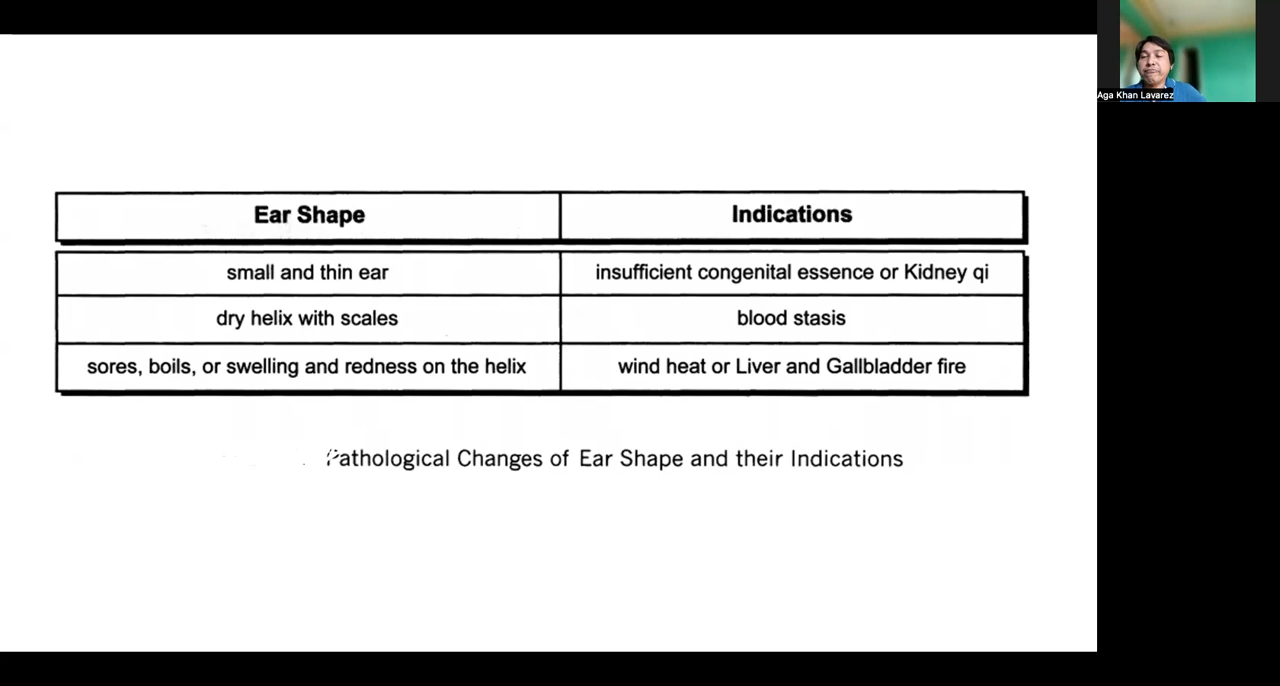 Aga Khan Lavarez
Ear Shape Indications
small and thin ear insufficient congenital essence or Kidney qi
dry helix with scales blood stasis
sores, boils, or swelling and redness on the helix wind heat or Liver and Gallbladder fire
Pathological Changes of Ear Shape and their Indications